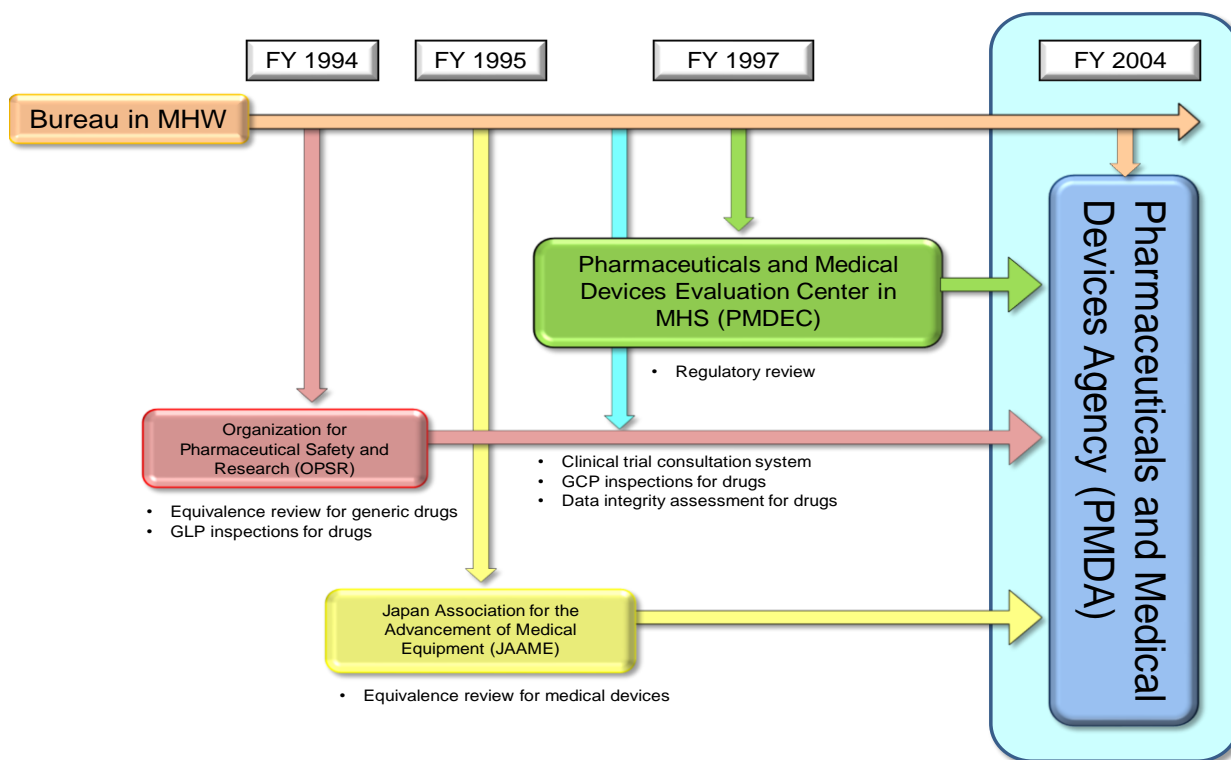 FY 1994
FY 1995
FY 1997
FY 2004
Bureau in MHW
Pharmaceuticals and Medical
Devices Evaluation Center in
MHS (PMDEC)
• Regulatory review
Organization for
Pharmaceutical Safety and
Research (OPSR)
• Equivalence review for generic drugs
• GLP inspections for drugs
• Clinical trial consultation system
• GCP inspections for drugs
• Data integrity assessment for drugs
Japan Association for the
Advancement of Medical
Equipment (JAAME)
• Equivalence review for medical devices
Pharmaceuticals and Medical
Devices Agency (PMDA)